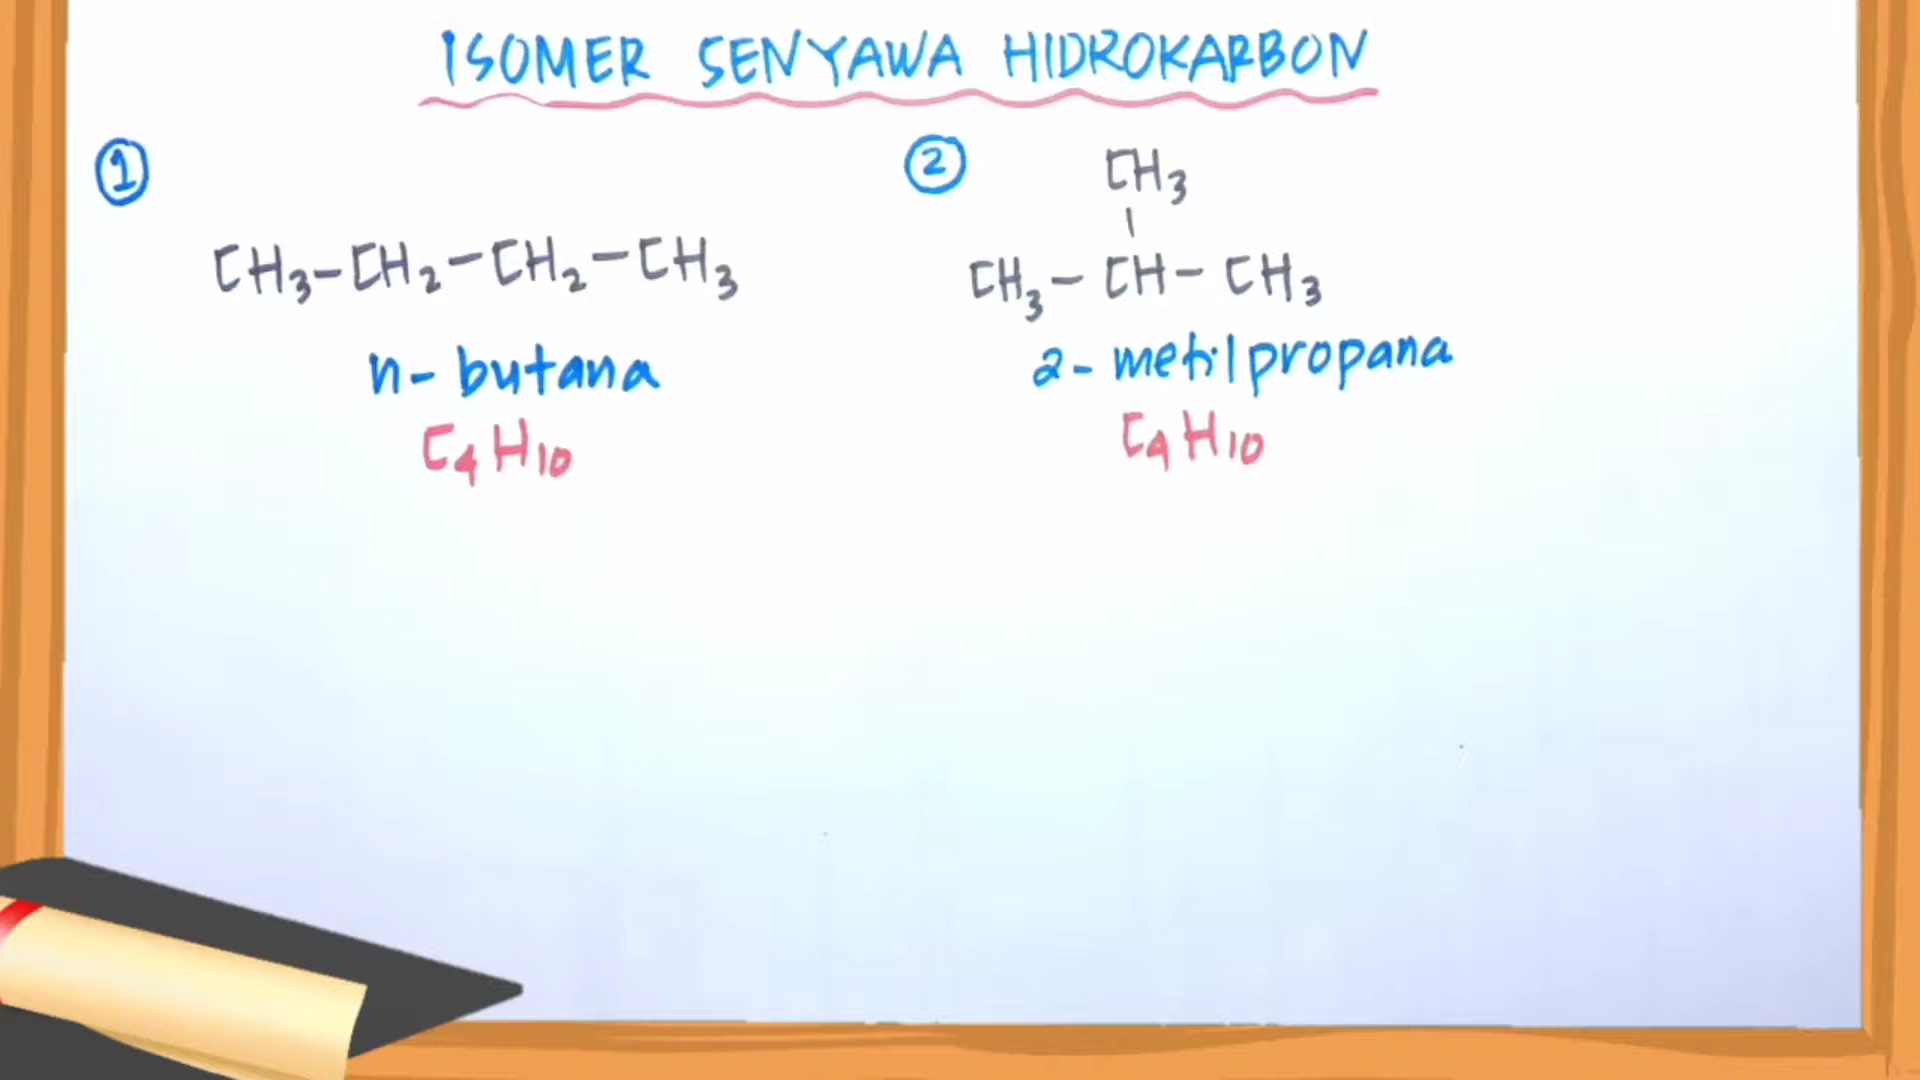 ISOMER SENYAWA HIDROKARBON
1
CH3-CH2-CH2-CH3
n-butana
C4H10
2
CH3
|
CH3-CH-CH3
2-metilpropana
C4H10